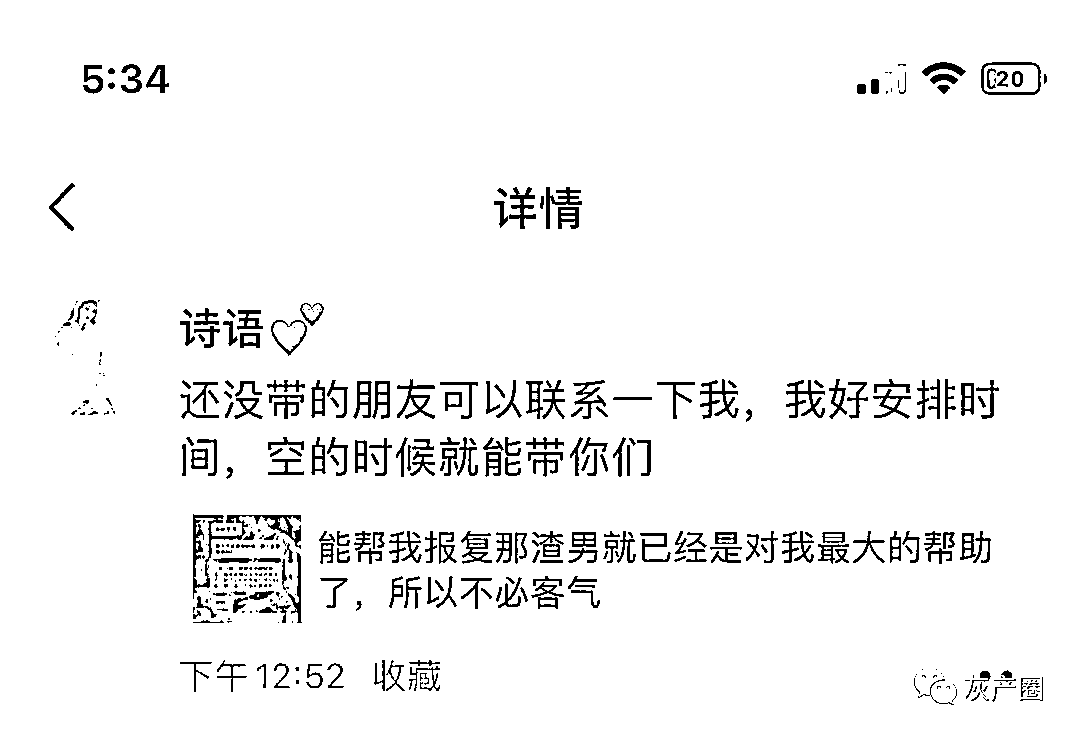 5:34
20
详情
诗语💕
还没带的朋友可以联系一下我，我好安排时
间，空的时候就能带你们
能帮我报复那渣男就已经是对我最大的帮助
了，所以不必客气
下午12:52 收藏
灰产圈